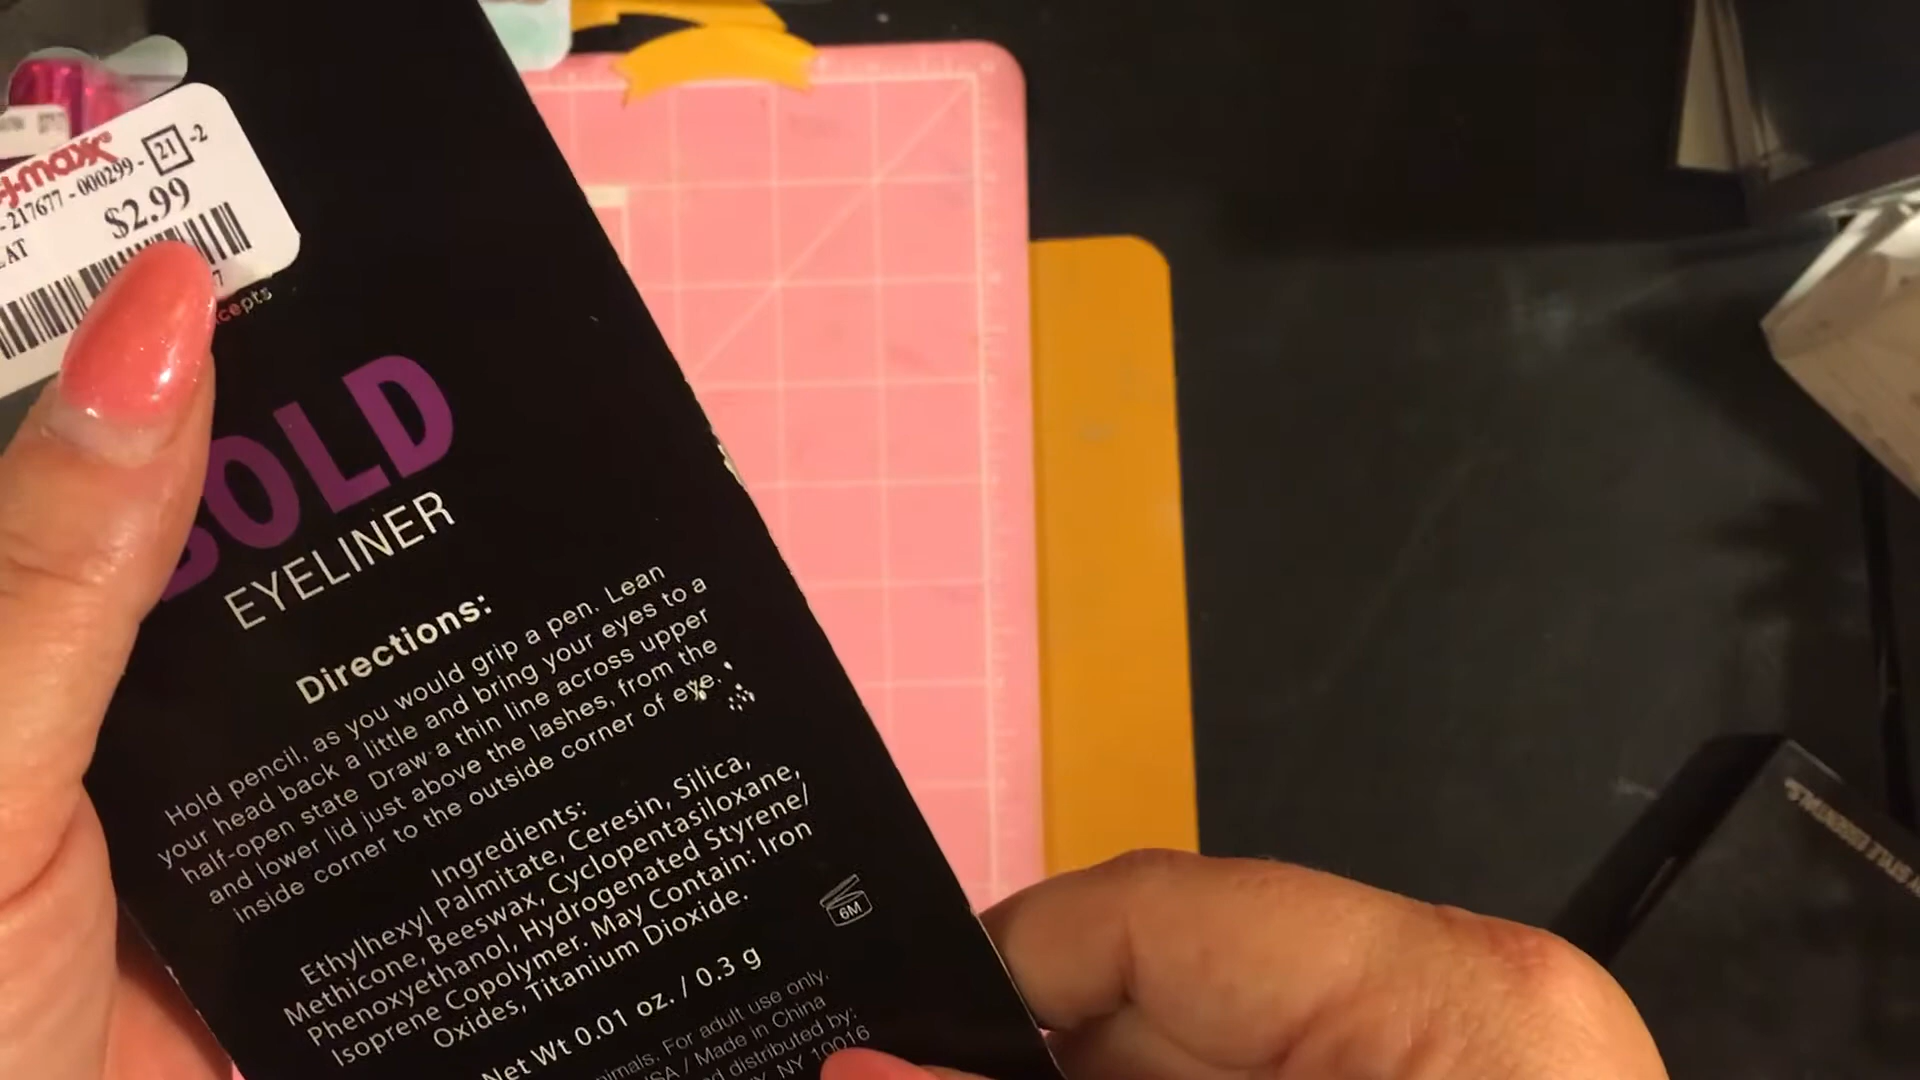 T-J-maxx
-217677-000299-21-2
$2.99
BOLD
EYELINER
Directions:
Hold pencil, as you would grip a pen. Lean
your head back a little and bring your eyes to a
half-open state. Draw a thin line across upper
and lower lid just above the lashes, from the
inside corner to the outside corner of eye.
Ingredients:
Ethylhexyl Palmitate, Ceresin, Silica,
Methicone, Beeswax, Cyclopentasiloxane,
Phenoxyethanol, Hydrogenated Styrene/
Isoprene Copolymer. May Contain: Iron
Oxides, Titanium Dioxide.
6M
Net Wt 0.01 oz. / 0.3 g
For adult use only.
/ Made in China
distributed by:
NY 10016
STYLE ESSENTIALS